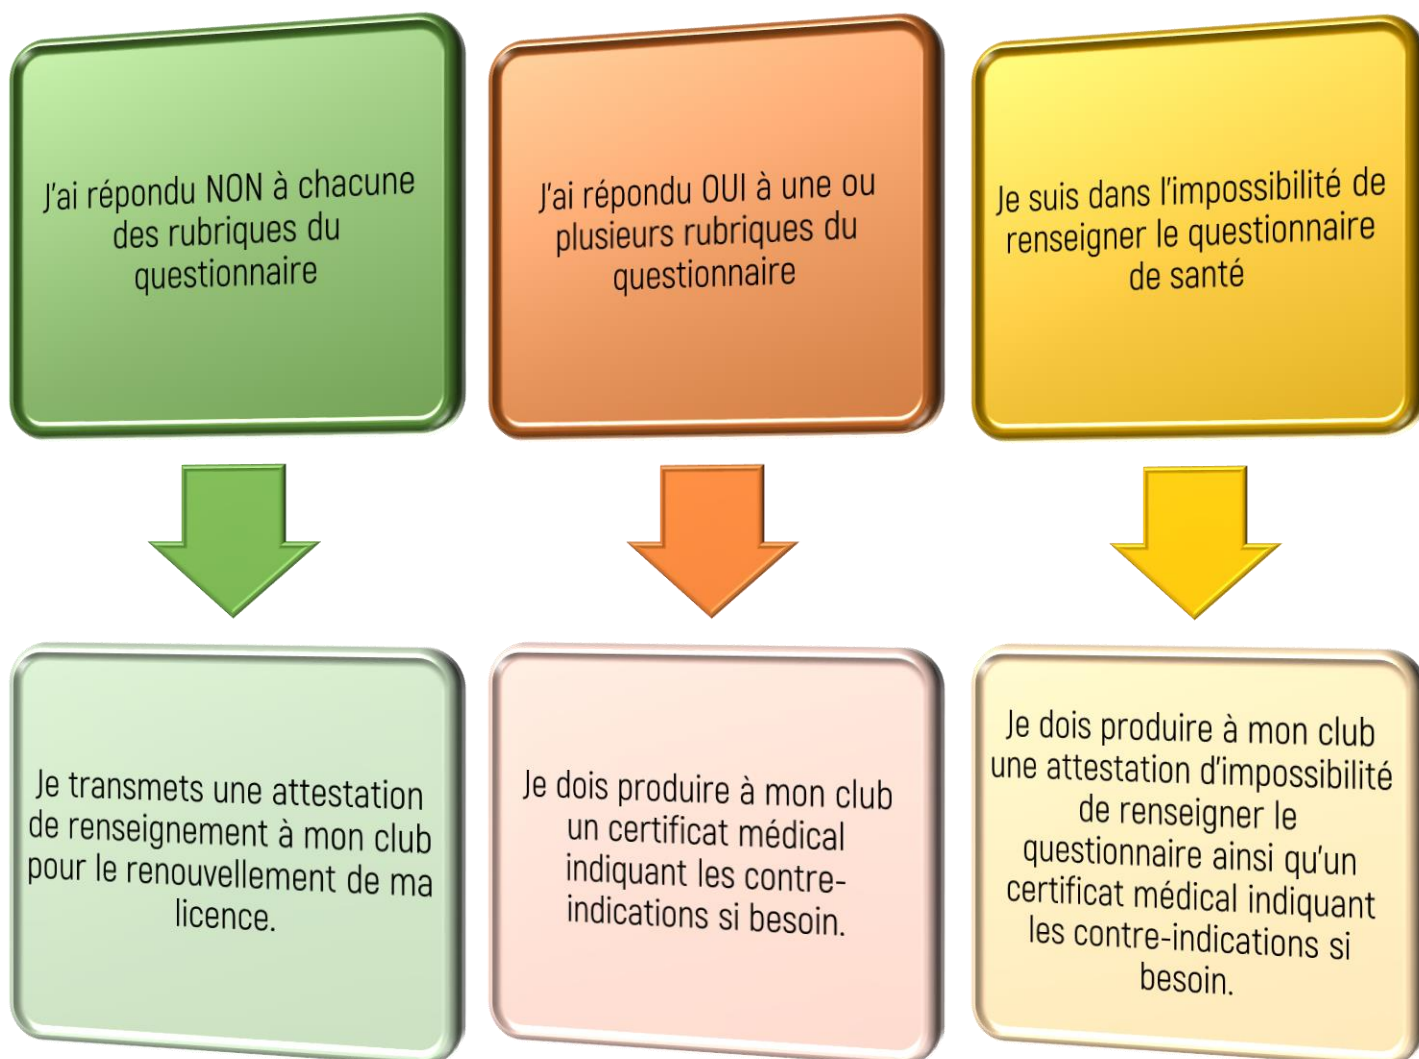 J'ai répondu NON à chacune
des rubriques du
questionnaire
J'ai répondu OUI à une ou
plusieurs rubriques du
questionnaire
Je suis dans l'impossibilité de
renseigner le questionnaire
de santé
Je transmets une attestation
de renseignement à mon club
pour le renouvellement de ma
licence.
Je dois produire à mon club
un certificat médical
indiquant les contre-
indications si besoin.
Je dois produire à mon club
une attestation d'impossibilité
de renseigner le
questionnaire ainsi qu'un
certificat médical indiquant
les contre-indications si
besoin.